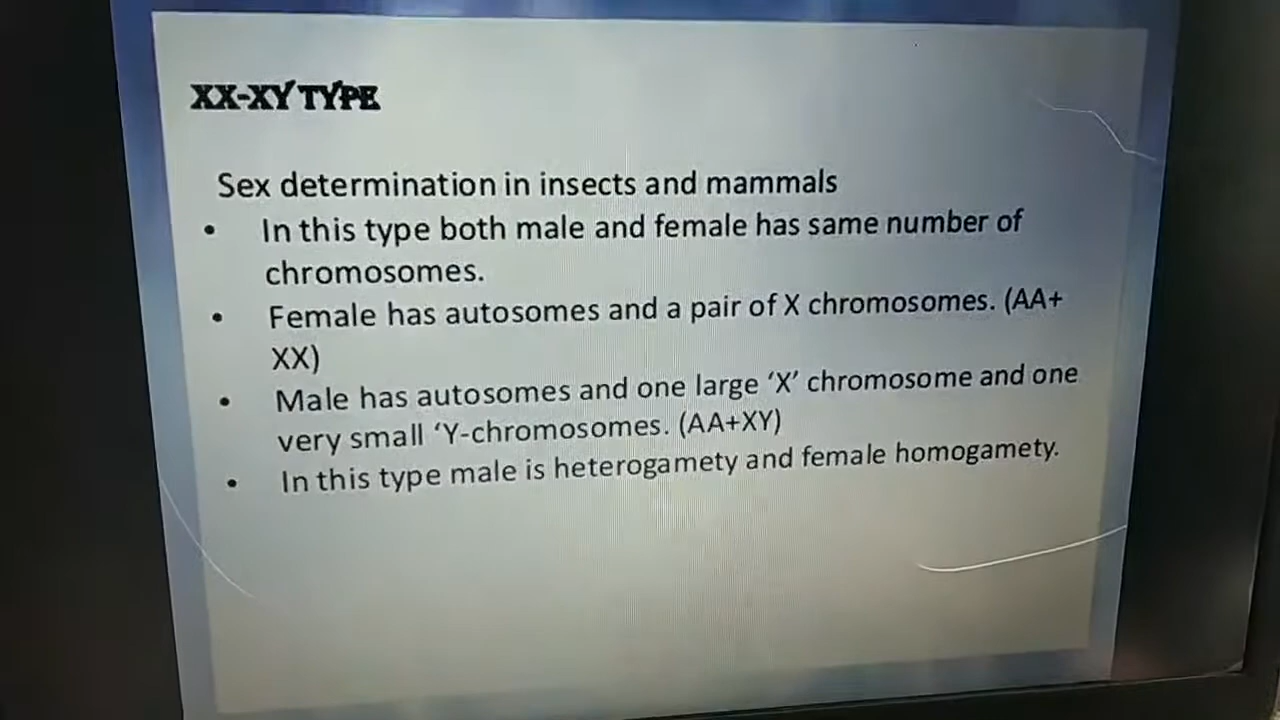 XX-XY TYPE
Sex determination in insects and mammals
• In this type both male and female has same number of
chromosomes.
• Female has autosomes and a pair of X chromosomes. (AA+
XX)
• Male has autosomes and one large ‘X’ chromosome and one
very small ‘Y-chromosomes. (AA+XY)
• In this type male is heterogamety and female homogamety.